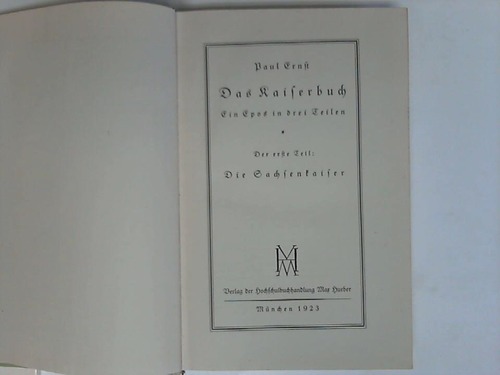 Paul Ernst
Das Kaiserbuch
Ein Epos in drei Teilen
Der erste Teil:
Die Sachsenkaiser
HM
Verlag der Hochschulbuchhandlung Max Hueber
München 1923